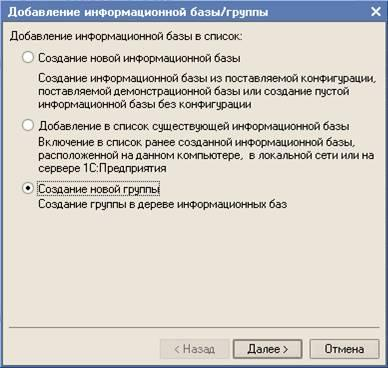 Добавление информационной базы/группы
Добавление информационной базы в список:
Создание новой информационной базы
Создание информационной базы из поставляемой конфигурации,
поставляемой демонстрационной базы или создание пустой
информационной базы без конфигурации
Добавление в список существующей информационной базы
Включение в список ранее созданной информационной базы,
расположенной на данном компьютере, в локальной сети или на
сервере 1С:Предприятия
Создание новой группы
Создание группы в дереве информационных баз
< Назад Далее > Отмена